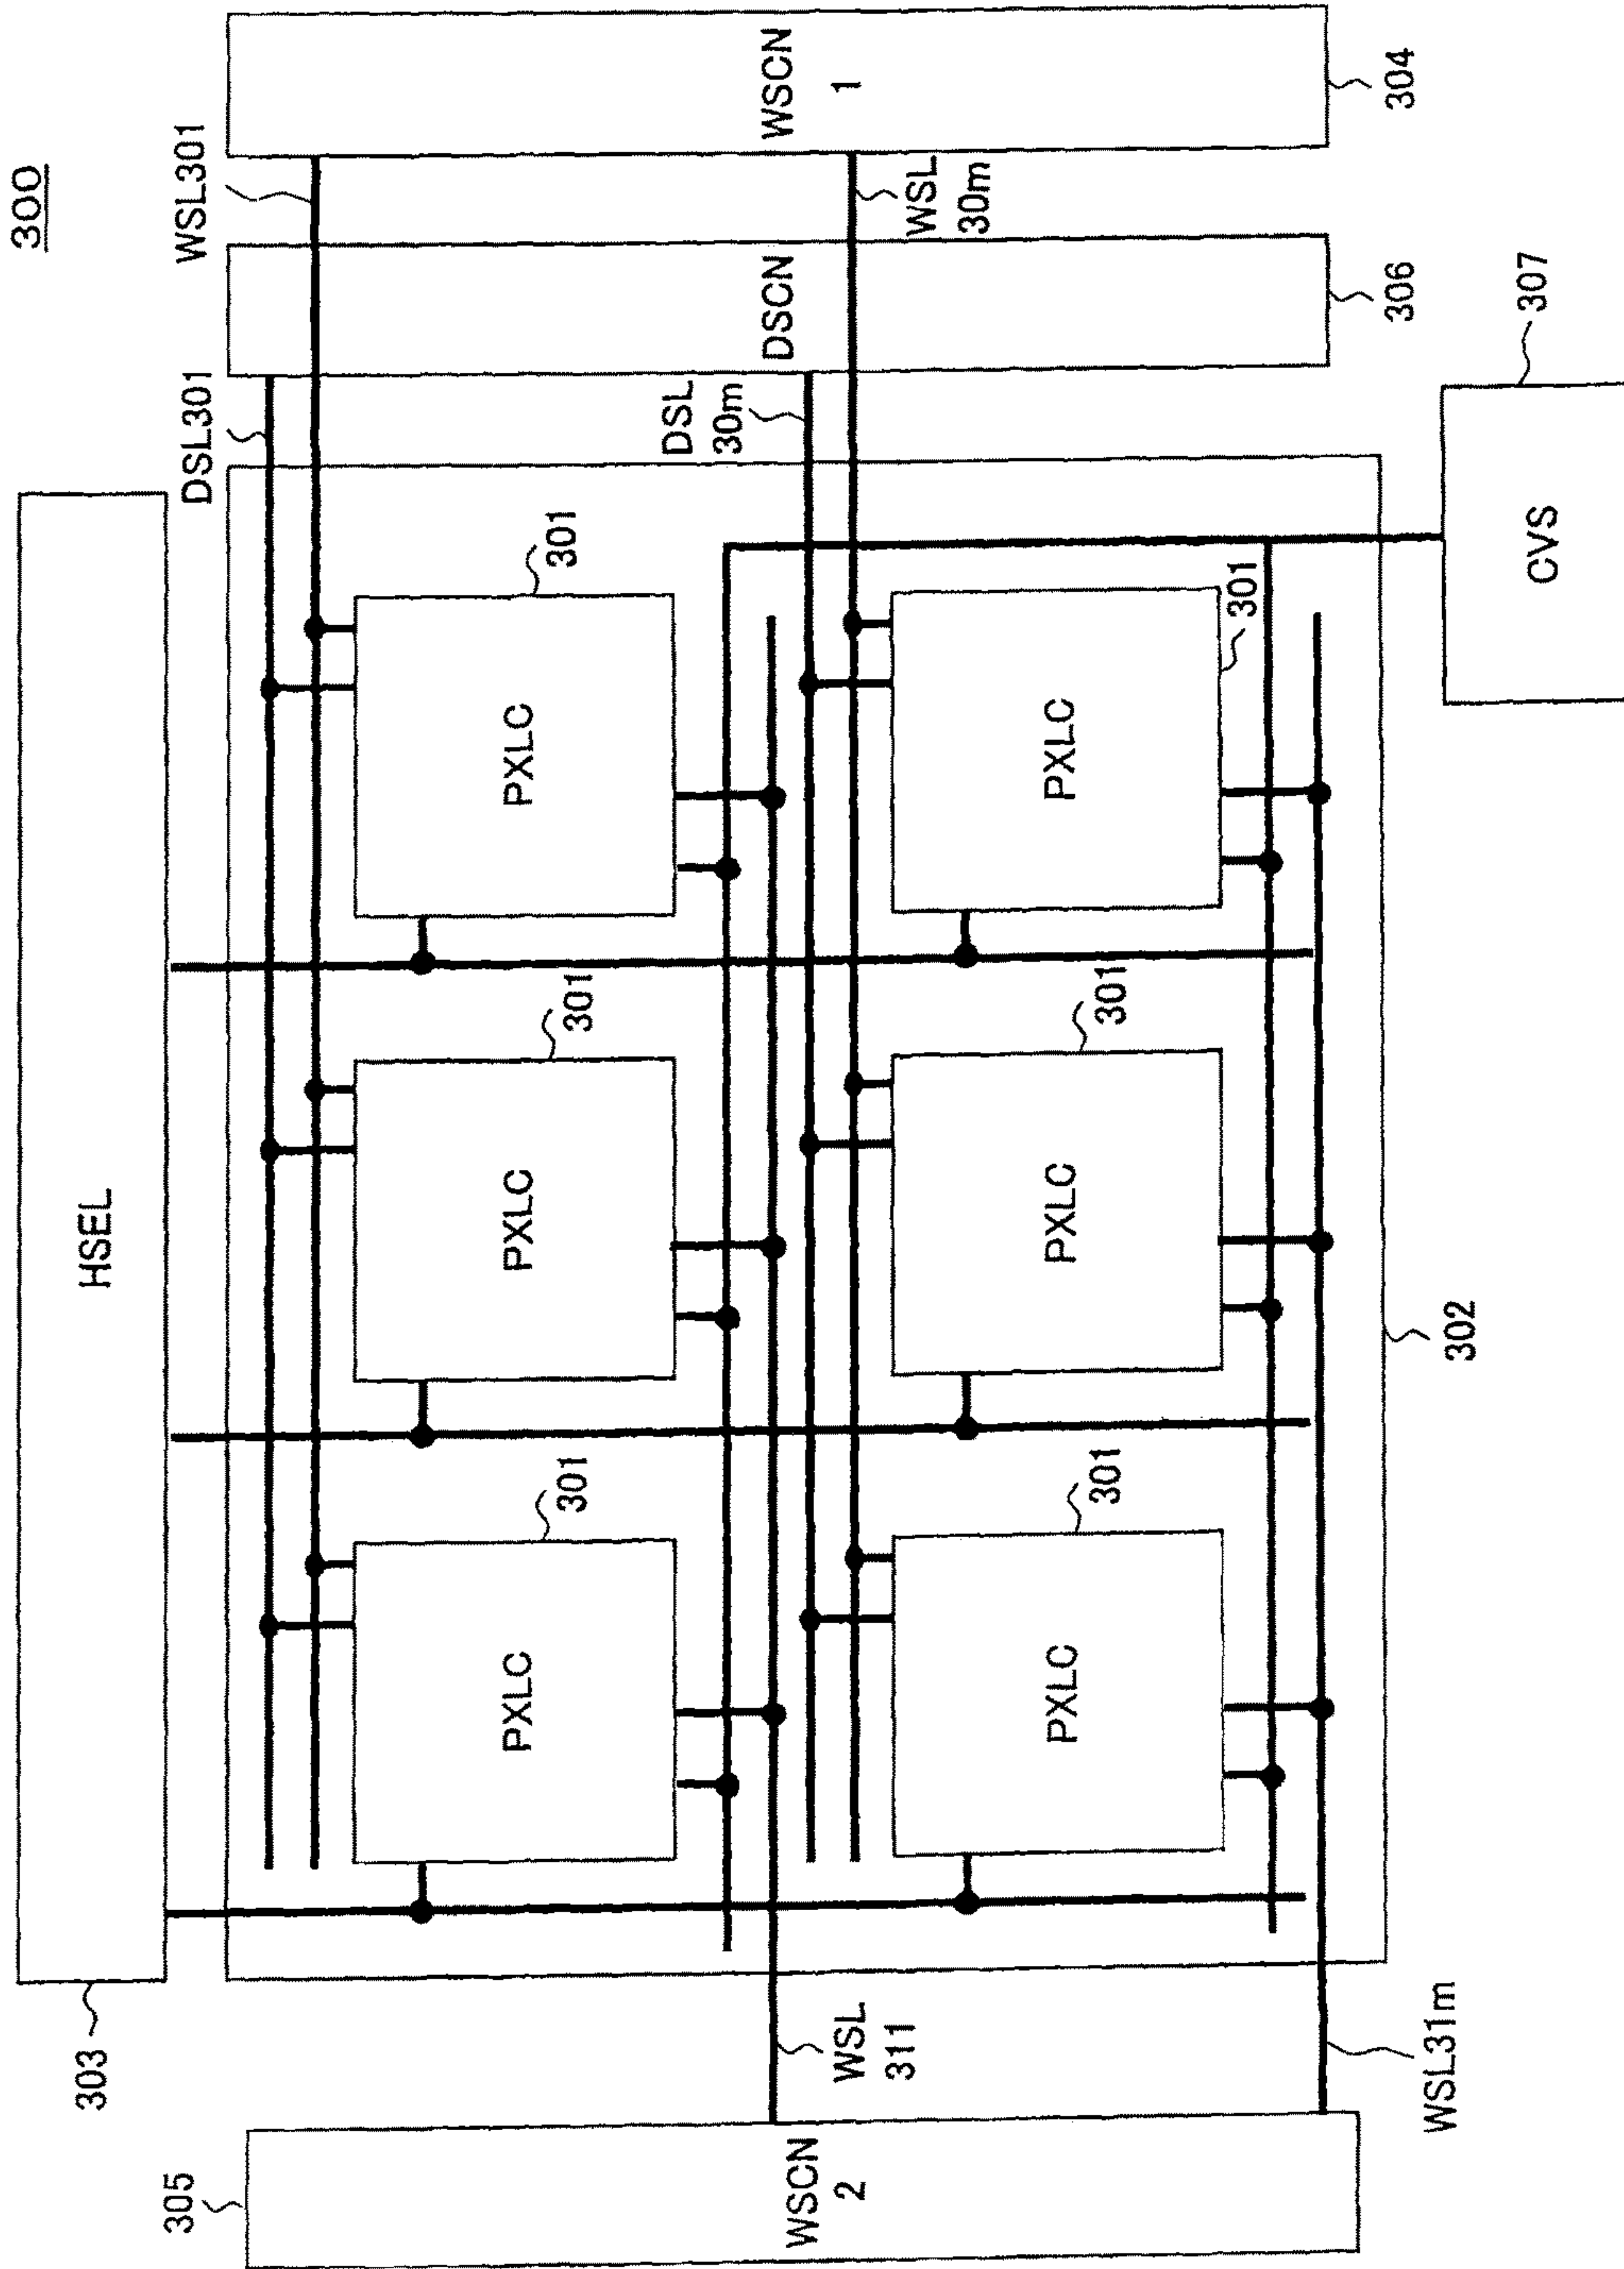 300
HSEL
303
DSL301
WSL301
301
301
301
PXLC
PXLC
PXLC
305
WSCN
2
WSL
311
DSL
30m
DSCN
WSL
30m
WSCN
1
301
301
301
PXLC
PXLC
PXLC
WSL31m
302
306
304
CVS
307